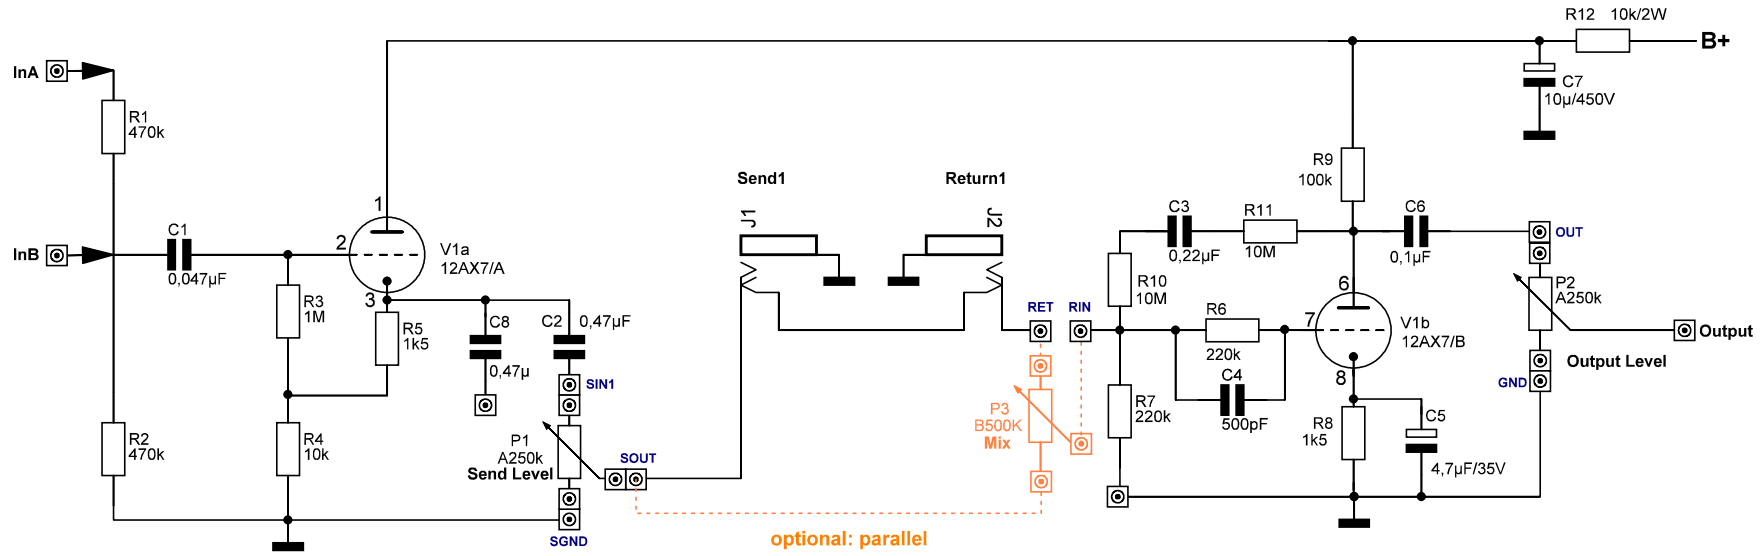 R12 10k/2W
B+
InA
C7
10µ/450V
R1
470k
R9
100k
Send1
Return1
1
J1
J2
C1
2
V1a
12AX7/A
InB
0,047µF
3
C3
R11
C6
OUT
0,22µF
10M
0,1µF
R3
1M
R5
1k5
C8
C2
0,47µF
0,47µ
R10
10M
6
P2
A250k
RET
RIN
R6
220k
7
V1b
12AX7/B
Output
Output Level
C4
500pF
8
GND
SIN1
P3
B500K
Mix
R7
220k
R8
1k5
C5
4,7µF/35V
R2
470k
R4
10k
P1
A250k
Send Level
SOUT
SGND
optional: parallel